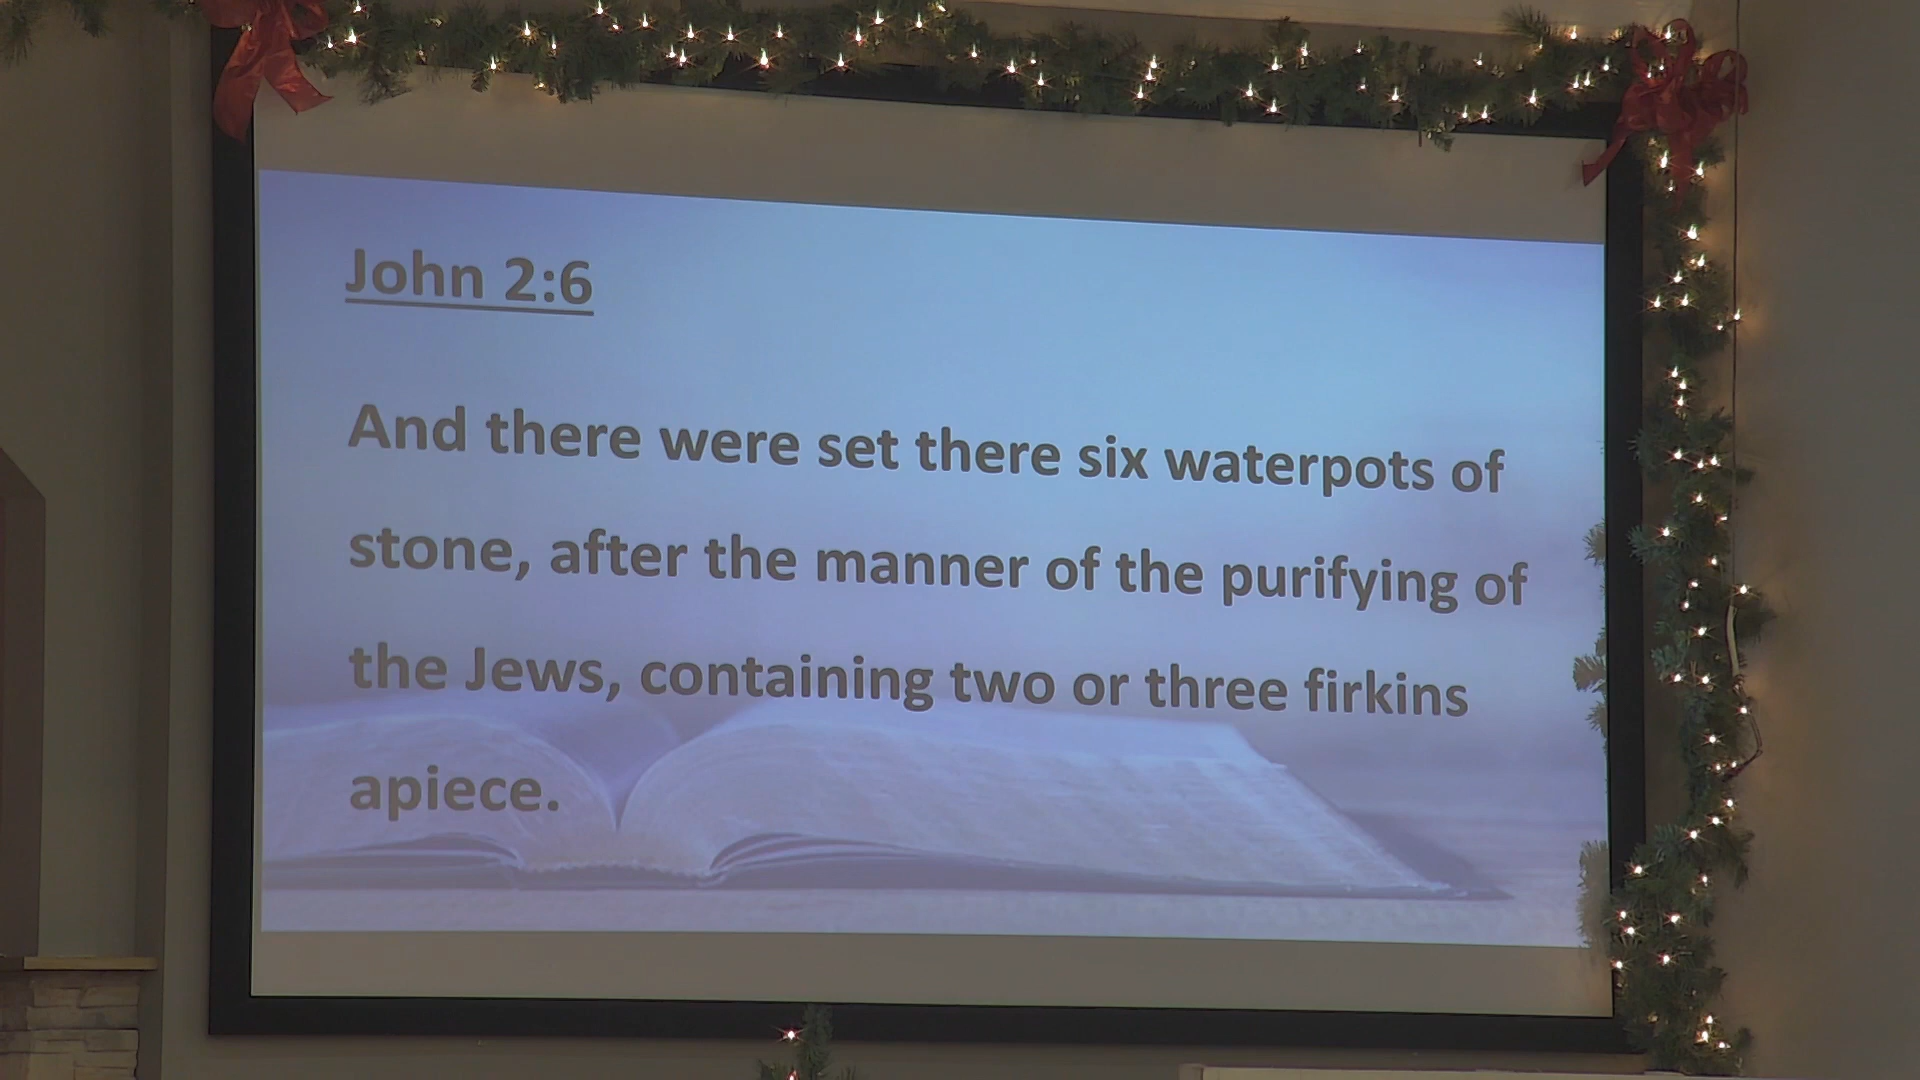 John 2:6
And there were set there six waterpots of
stone, after the manner of the purifying of
the Jews, containing two or three firkins
apiece.